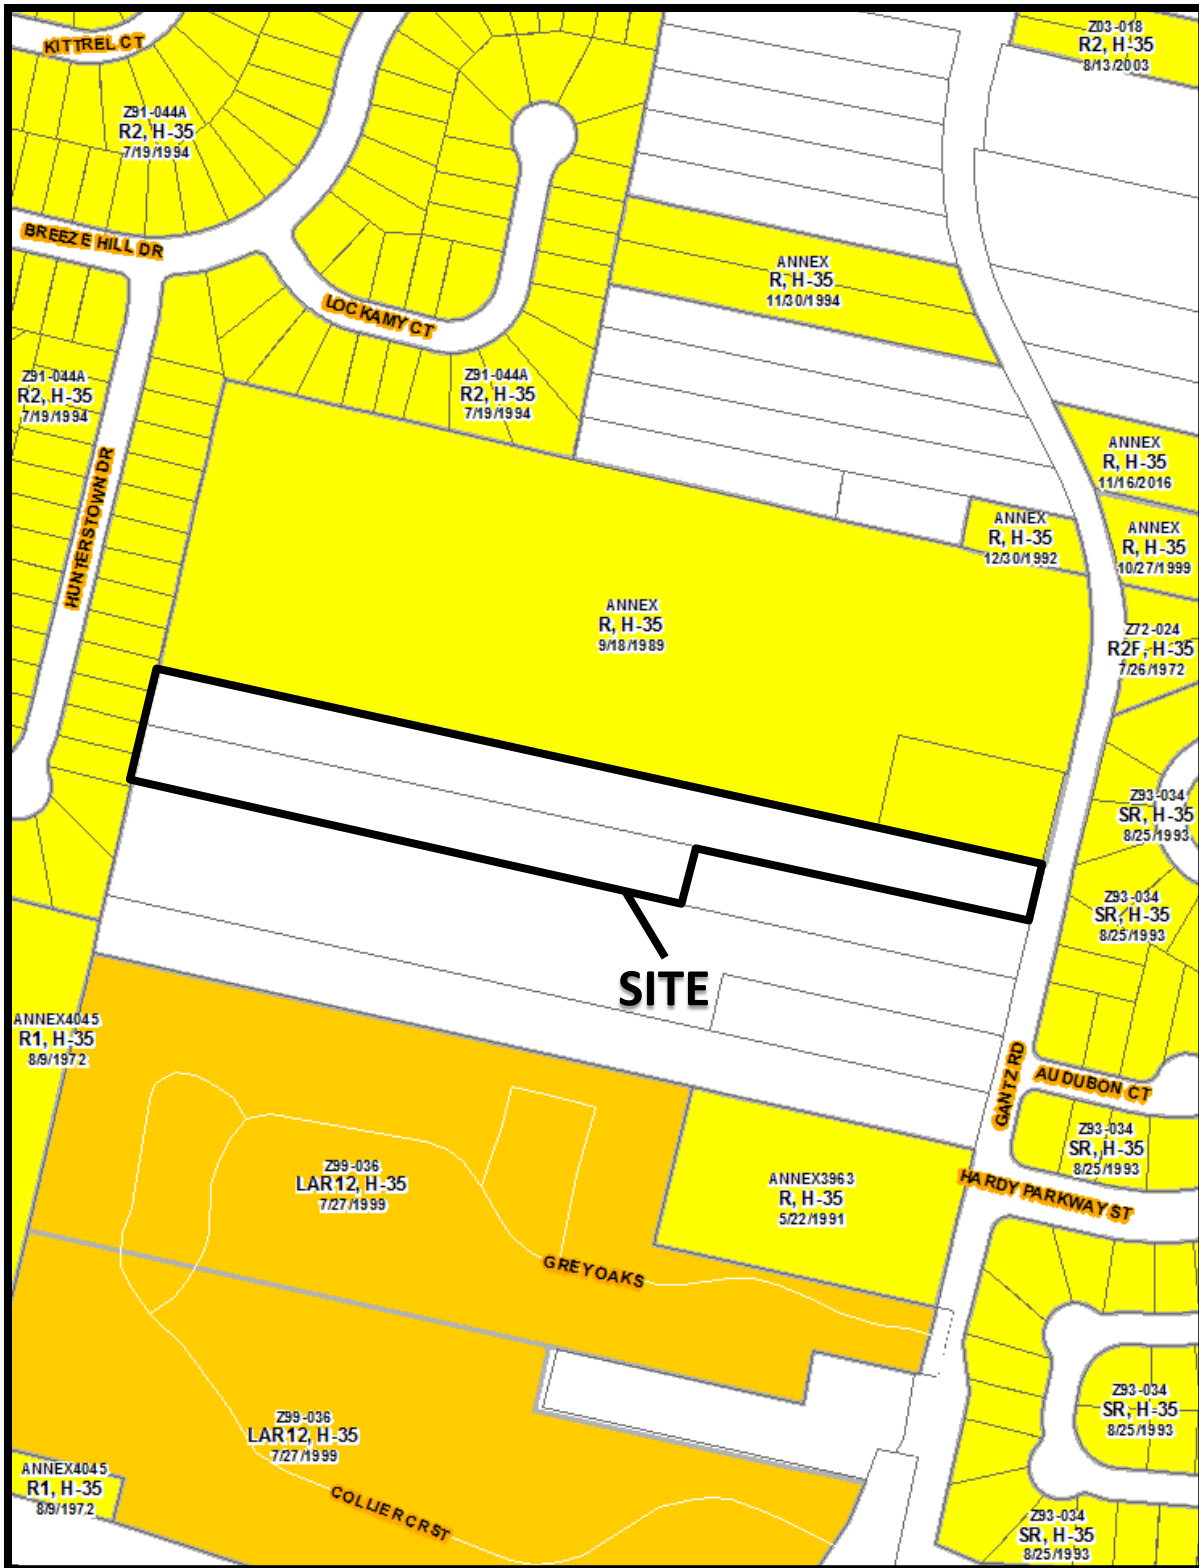 KITTREL CT
Z03-018
R2, H-35
8/13/2003
Z91-044A
R2, H-35
7/19/1994
BREEZE HILL DR
ANNEX
R, H-35
11/30/1994
LOCKAMY CT
Z91-044A
R2, H-35
7/19/1994
Z91-044A
R2, H-35
7/19/1994
ANNEX
R, H-35
11/16/2016
HUNTERSTOWN DR
ANNEX
R, H-35
12/30/1992
ANNEX
R, H-35
10/27/1999
ANNEX
R, H-35
9/18/1989
Z72-024
R2F, H-35
7/26/1972
Z93-034
SR, H-35
8/25/1993
Z93-034
SR, H-35
8/25/1993
SITE
ANNEX4045
R1, H-35
8/9/1972
GANTZ RD
AUDUBON CT
Z93-034
SR, H-35
8/25/1993
Z99-036
LAR12, H-35
7/27/1999
ANNEX3963
R, H-35
5/22/1991
HARDY PARKWAY ST
GREY OAKS
Z93-034
SR, H-35
8/25/1993
Z99-036
LAR12, H-35
7/27/1999
ANNEX4045
R1, H-35
8/9/1972
COLLIER CR ST
Z93-034
SR, H-35
8/25/1993